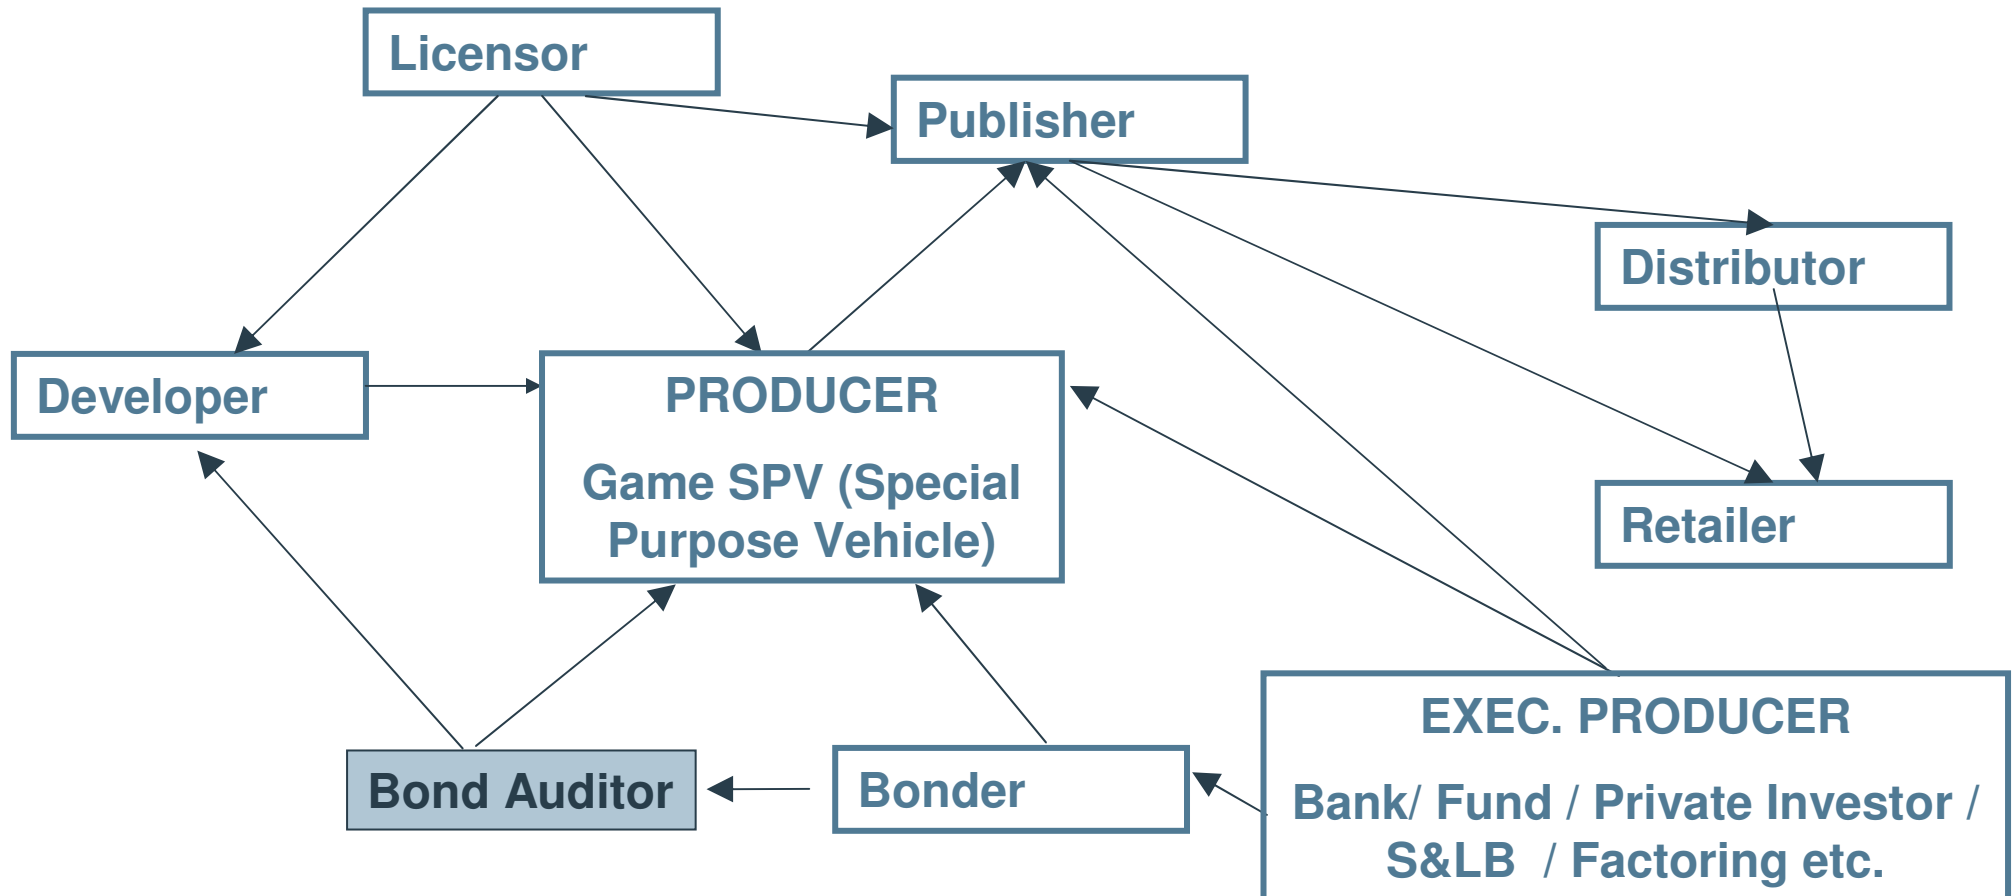 Licensor
Publisher
Distributor
Developer
PRODUCER
Game SPV (Special
Purpose Vehicle)
Retailer
Bond Auditor
Bonder
EXEC. PRODUCER
Bank/ Fund / Private Investor /
S&LB / Factoring etc.